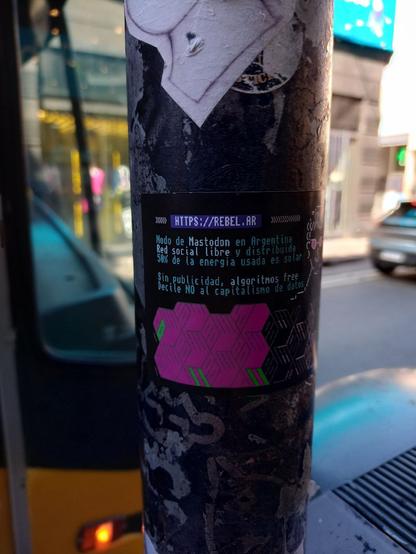 HTTPS://REBEL.AR
Nodo de Mastodon en Argentina
Red social libre y distribuida
50% de la energía usada es solar
Sin publicidad, algoritmos free
Decile NO al capitalismo de datos